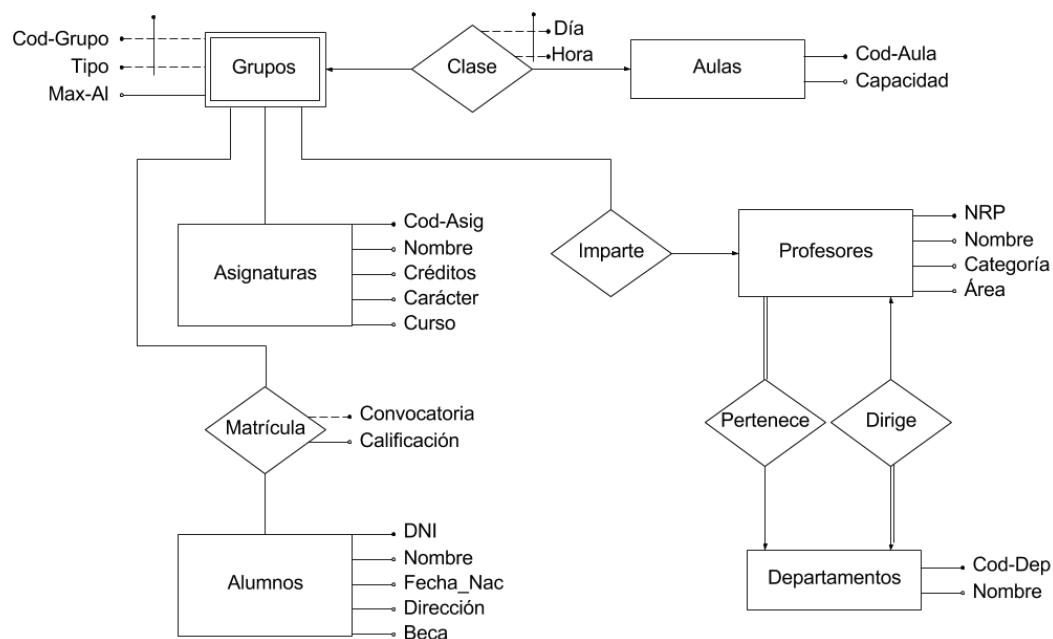 Cod-Grupo
Tipo
Max-Al
Grupos
Clase
Día
Hora
Aulas
Cod-Aula
Capacidad
Asignaturas
Cod-Asig
Nombre
Créditos
Carácter
Curso
Imparte
Profesores
NRP
Nombre
Categoría
Área
Matrícula
Convocatoria
Calificación
Pertenece
Dirige
Alumnos
DNI
Nombre
Fecha_Nac
Dirección
Beca
Departamentos
Cod-Dep
Nombre